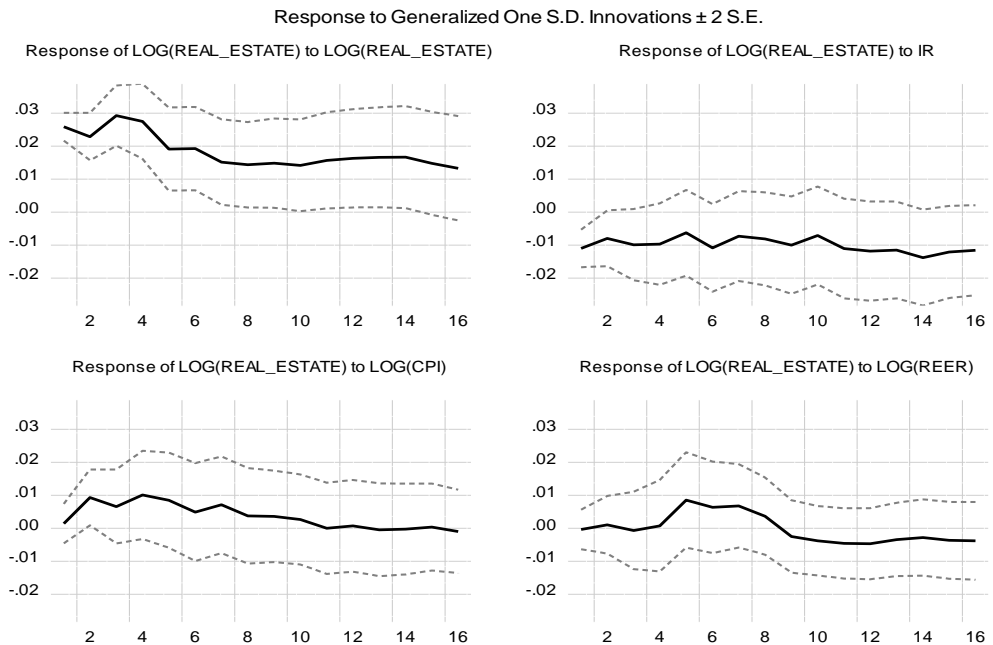 Response to Generalized One S.D. Innovations ± 2 S.E.
Response of LOG(REAL_ESTATE) to LOG(REAL_ESTATE)
.03
.02
.01
.00
-.01
-.02
2 4 6 8 10 12 14 16
Response of LOG(REAL_ESTATE) to IR
.03
.02
.01
.00
-.01
-.02
2 4 6 8 10 12 14 16
Response of LOG(REAL_ESTATE) to LOG(CPI)
.03
.02
.01
.00
-.01
-.02
2 4 6 8 10 12 14 16
Response of LOG(REAL_ESTATE) to LOG(REER)
.03
.02
.01
.00
-.01
-.02
2 4 6 8 10 12 14 16